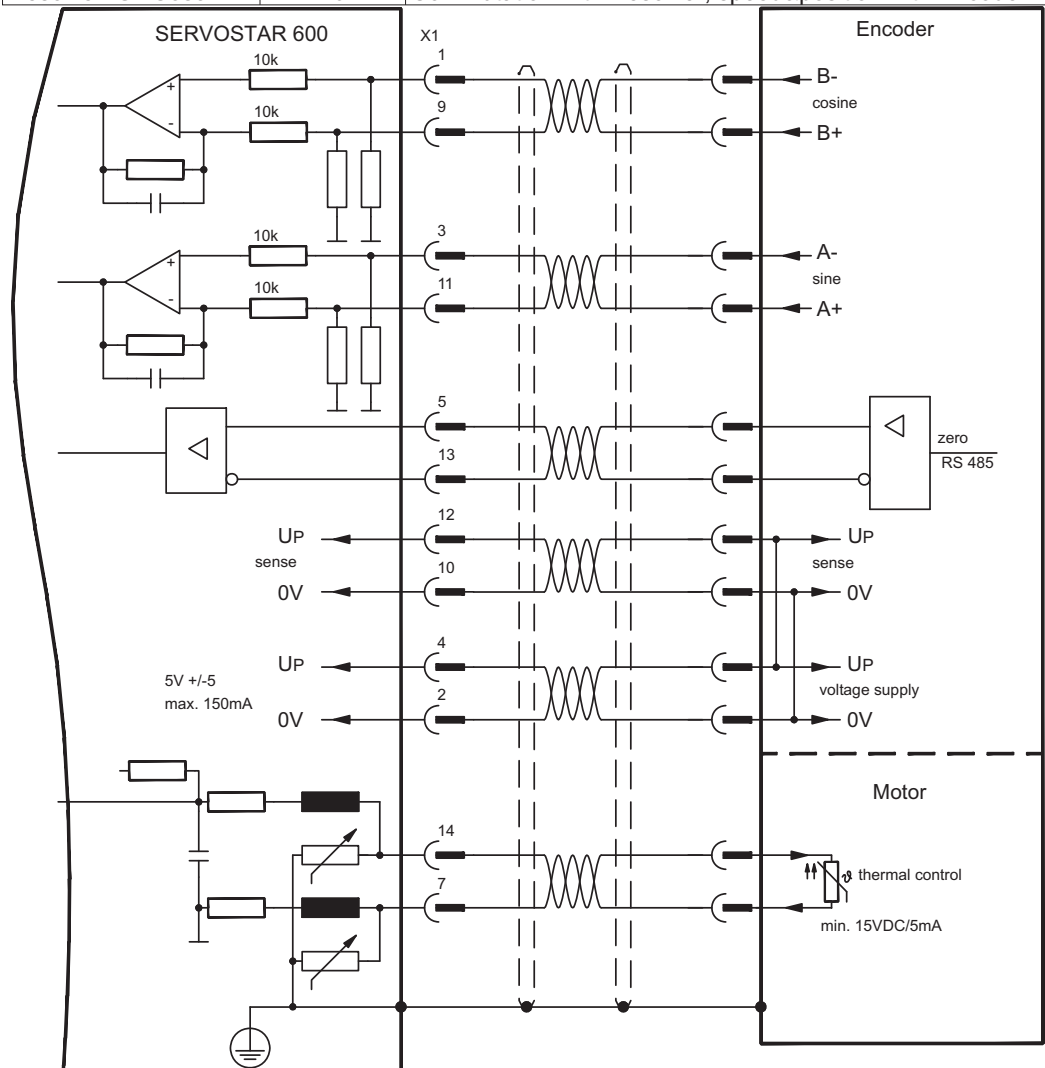 SERVOSTAR 600
X1
Encoder
10k
1
B-
cosine
10k
9
B+
+
-
10k
3
A-
sine
10k
11
A+
+
-
5
zero
13
RS 485
12
UP
UP
sense
sense
10
0V
0V
4
UP
UP
5V +/-5
max. 150mA
voltage supply
2
0V
0V
Motor
14
ϑ thermal control
7
min. 15VDC/5mA